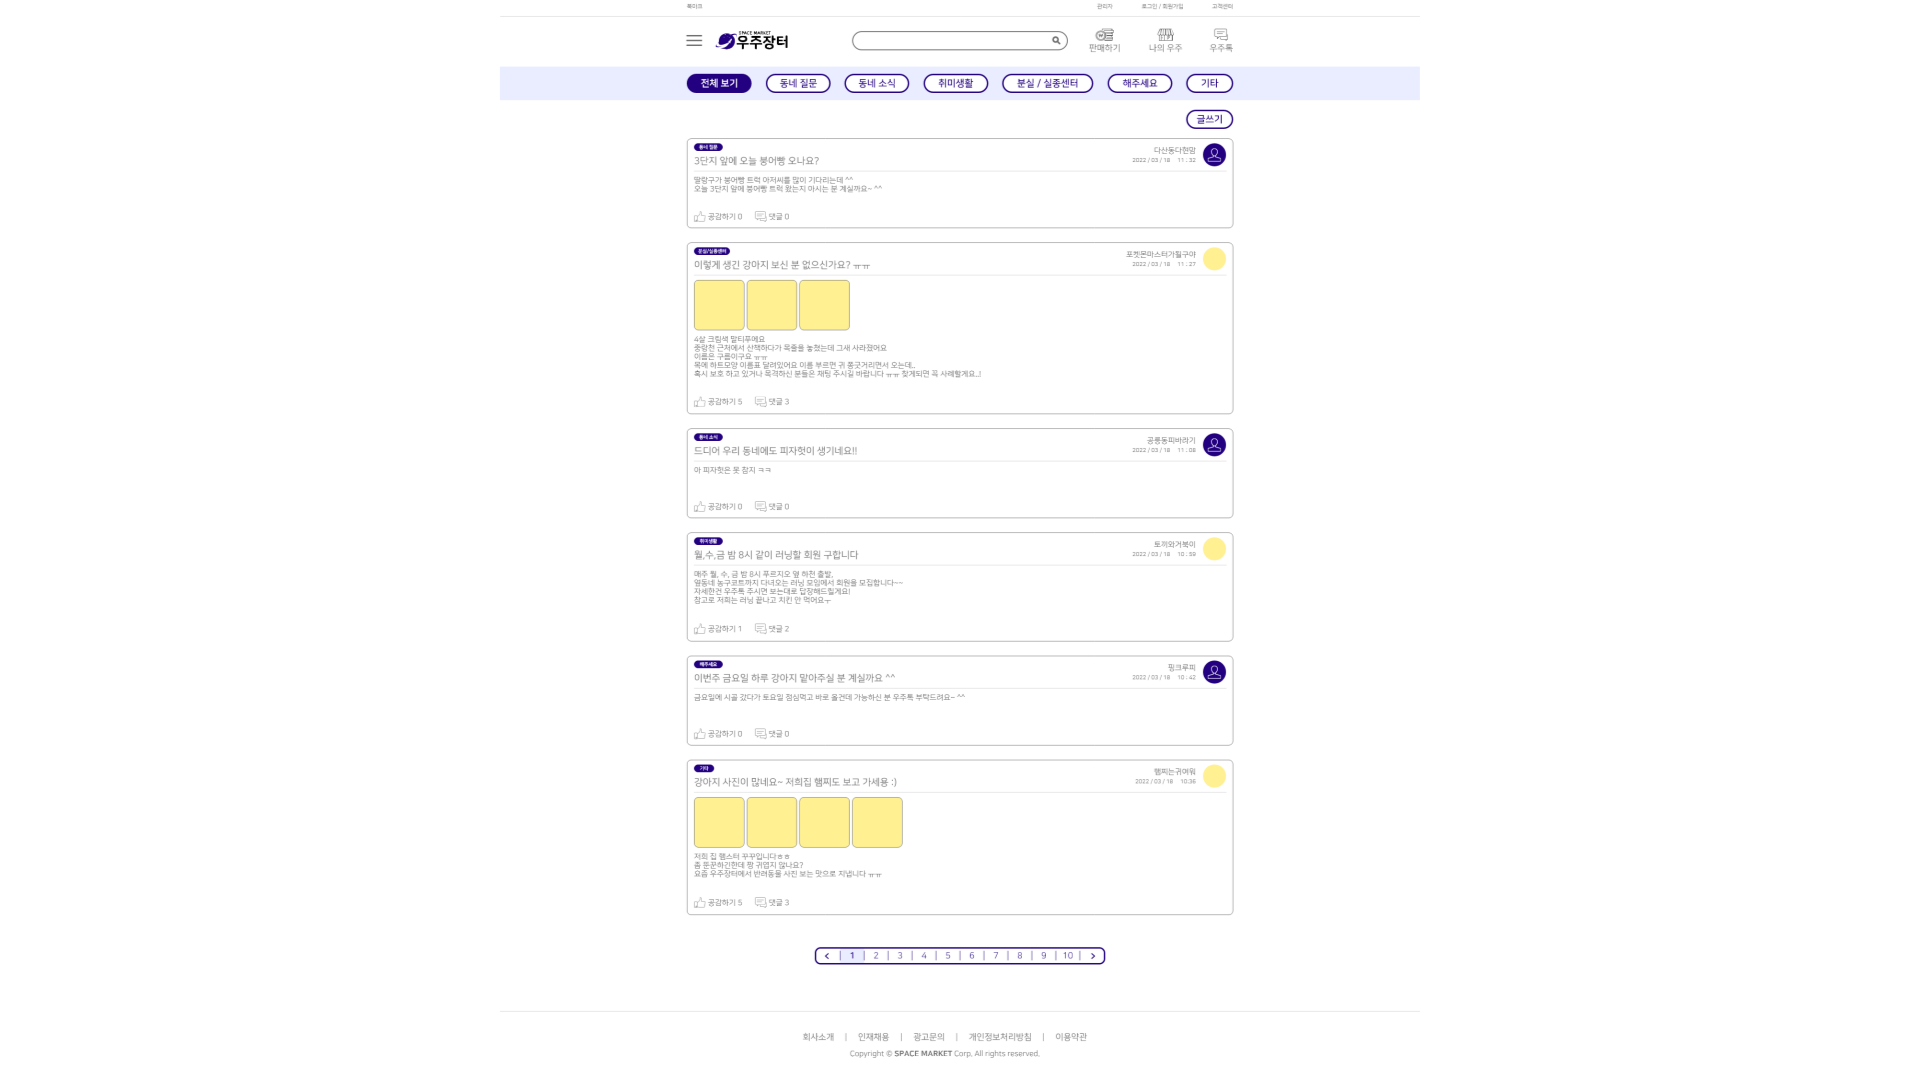 북마크
관리자
로그인 / 회원가입
고객센터
SPACE MARKET
우주장터
판매하기
나의 우주
우주톡
전체 보기
동네 질문
동네 소식
취미생활
분실 / 실종센터
해주세요
기타
글쓰기
동네 질문
3단지 앞에 오늘 붕어빵 오나요?
다산동다현맘
2022 / 03 / 18 11 : 32
딸랑구가 붕어빵 트럭 아저씨를 많이 기다리는데 ^^
오늘 3단지 앞에 붕어빵 트럭 왔는지 아시는 분 계실까요~ ^^
공감하기 0
댓글 0
분실/실종센터
이렇게 생긴 강아지 보신 분 없으신가요? ㅠㅠ
포켓몬마스터가될구야
2022 / 03 / 18 11 : 27
4살 크림색 말티푸에요
중랑천 근처에서 산책하다가 목줄을 놓쳤는데 그새 사라졌어요
이름은 구름이구요 ㅠㅠ
목에 하트모양 이름표 달려있어요 이름 부르면 귀 쫑긋거리면서 오는데..
혹시 보호 하고 있거나 목격하신 분들은 채팅 주시길 바랍니다 ㅠㅠ 찾게되면 꼭 사례할게요..!
공감하기 5
댓글 3
동네 소식
드디어 우리 동네에도 피자헛이 생기네요!!
공릉동피바라기
2022 / 03 / 18 11 : 08
아 피자헛은 못 참지 ㅋㅋ
공감하기 0
댓글 0
취미생활
월,수,금 밤 8시 같이 러닝할 회원 구합니다
토끼와거북이
2022 / 03 / 18 10 : 59
매주 월, 수, 금 밤 8시 푸르지오 옆 하천 출발,
옆동네 농구코트까지 다녀오는 러닝 모임에서 회원을 모집합니다~~
자세한건 우주톡 주시면 보는대로 답장해드릴게요!
참고로 저희는 러닝 끝나고 치킨 안 먹어요ㅜ
공감하기 1
댓글 2
해주세요
이번주 금요일 하루 강아지 맡아주실 분 계실까요 ^^
핑크루피
2022 / 03 / 18 10 : 42
금요일에 시골 갔다가 토요일 점심먹고 바로 올건데 가능하신 분 우주톡 부탁드려요~ ^^
공감하기 0
댓글 0
기타
강아지 사진이 많네요~ 저희집 햄찌도 보고 가세용 :)
햄찌는귀여워
2022 / 03 / 18 10:36
저희 집 햄스터 꾸꾸입니다ㅎㅎ
좀 뚠뚠하긴한데 짱 귀엽지 않나요?
요즘 우주장터에서 반려동물 사진 보는 맛으로 지냅니다 ㅠㅠ
공감하기 5
댓글 3
< | 1 | 2 | 3 | 4 | 5 | 6 | 7 | 8 | 9 | 10 | >
회사소개 | 인재채용 | 광고문의 | 개인정보처리방침 | 이용약관
Copyright © SPACE MARKET Corp. All rights reserved.